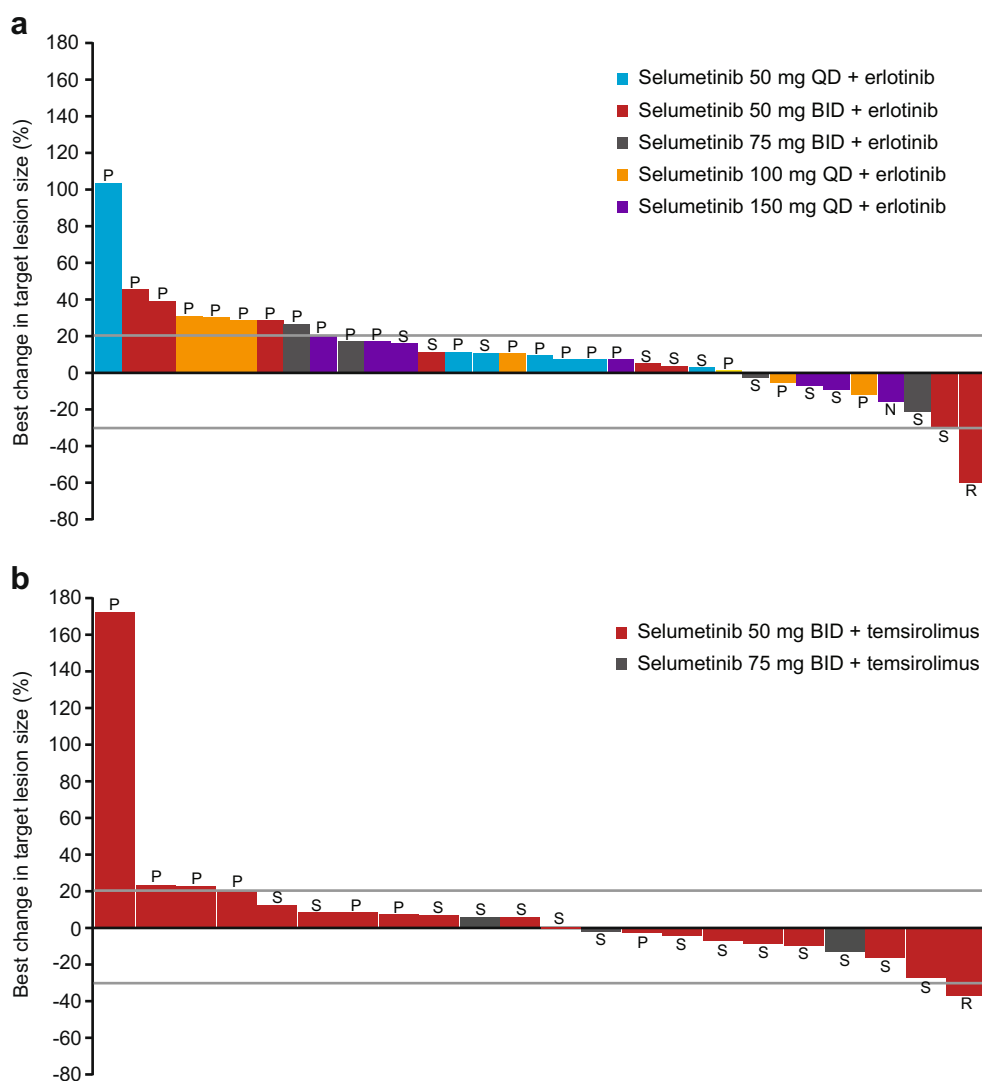 a
Best change in target lesion size (%)
180
160
140
120
100
80
60
40
20
0
-20
-40
-60
-80
Selumetinib 50 mg QD + erlotinib
Selumetinib 50 mg BID + erlotinib
Selumetinib 75 mg BID + erlotinib
Selumetinib 100 mg QD + erlotinib
Selumetinib 150 mg QD + erlotinib
P P P P P P P P P P P S S P S P P P P P S S S P S P S S P N S S R
b
Best change in target lesion size (%)
180
160
140
120
100
80
60
40
20
0
-20
-40
-60
-80
Selumetinib 50 mg BID + temsirolimus
Selumetinib 75 mg BID + temsirolimus
P P P P S S P P S S S S S P S S S S S S S R